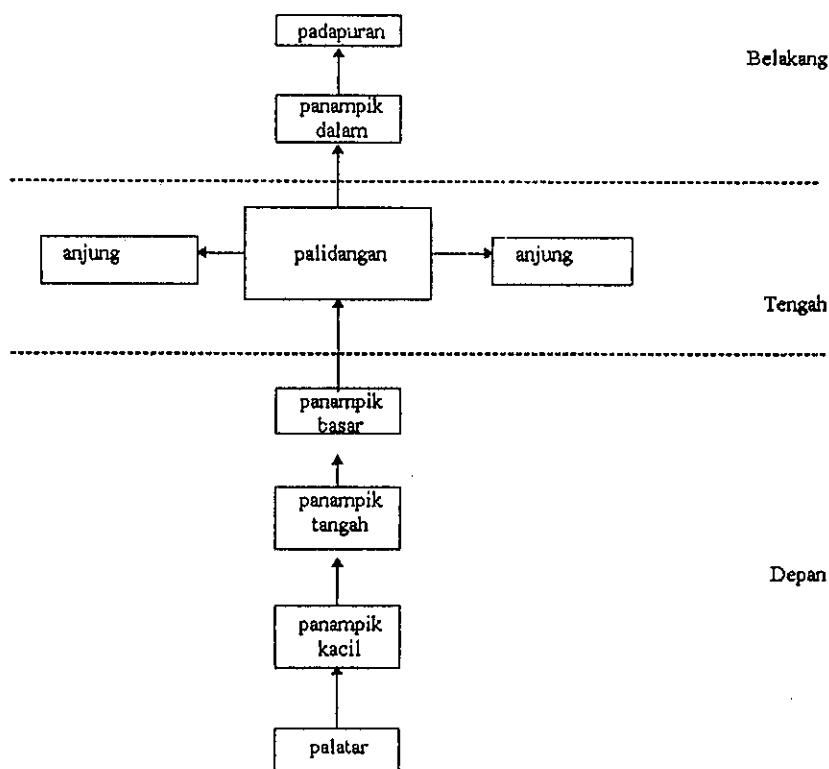 padapuran
Belakang
panampik
dalam
anjung
palidangan
anjung
Tengah
panampik
basar
panampik
tangah
Depan
panampik
kacil
palatar